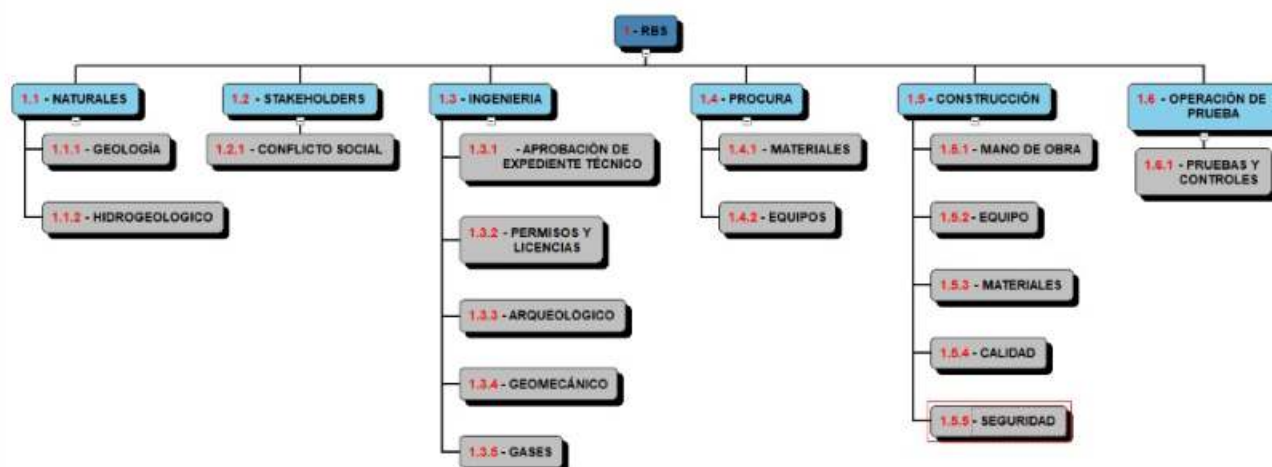 1 - RBS
1.1 - NATURALES
1.1.1 - GEOLOGÌA
1.1.2 - HIDROGEOLOGICO
1.2 - STAKEHOLDERS
1.2.1 - CONFLICTO SOCIAL
1.3 - INGENIERIA
1.3.1 - APROBACIÓN DE
EXPEDIENTE TÉCNICO
1.3.2 - PERMISOS Y
LICENCIAS
1.3.3 - ARQUEOLÓGICO
1.3.4 - GEOMECÁNICO
1.3.5 - GASES
1.4 - PROCURA
1.4.1 - MATERIALES
1.4.2 - EQUIPOS
1.5 - CONSTRUCCIÓN
1.5.1 - MANO DE OBRA
1.5.2 - EQUIPO
1.5.3 - MATERIALES
1.5.4 - CALIDAD
1.5.5 - SEGURIDAD
1.6 - OPERACIÓN DE
PRUEBA
1.6.1 - PRUEBAS Y
CONTROLES